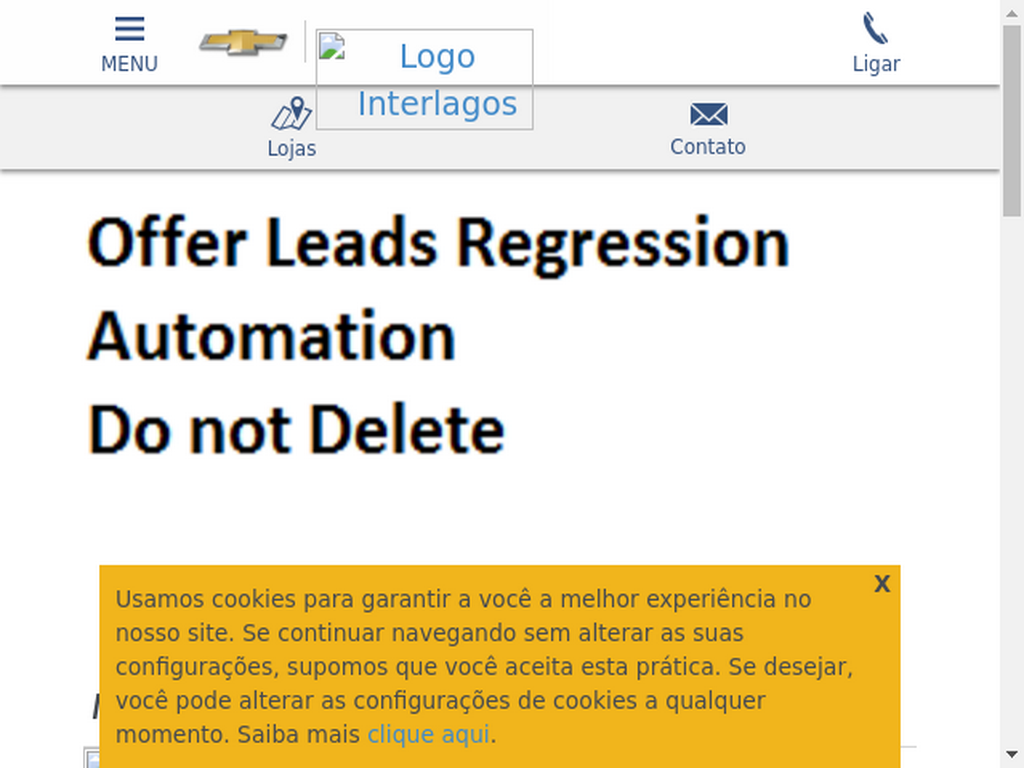 MENU
Logo
Interlagos
Ligar
Lojas
Contato
Offer Leads Regression
Automation
Do not Delete
X
Usamos cookies para garantir a você a melhor experiência no
nosso site. Se continuar navegando sem alterar as suas
configurações, supomos que você aceita esta prática. Se desejar,
você pode alterar as configurações de cookies a qualquer
momento. Saiba mais clique aqui.